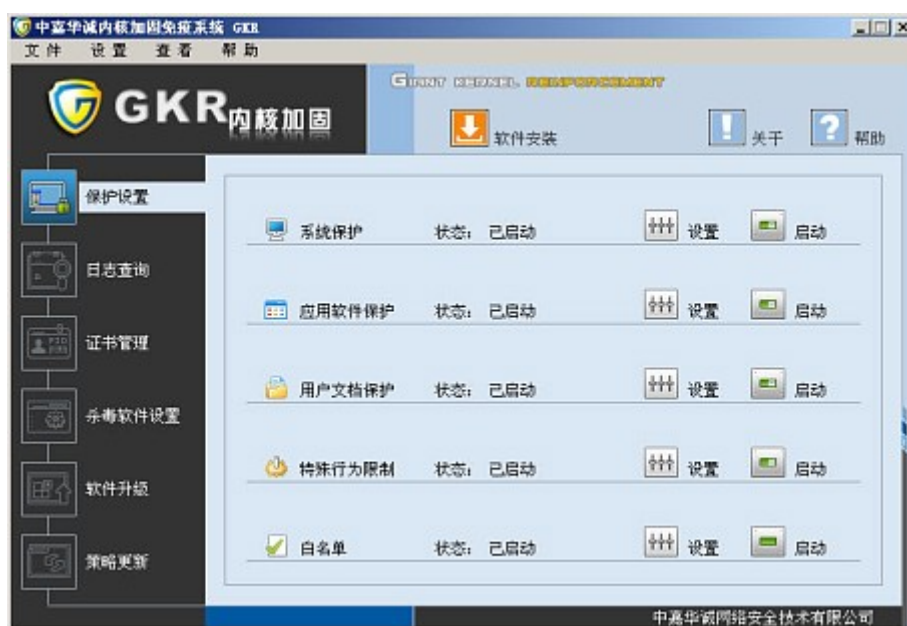 中嘉华诚内核加固免疫系统 GKR
文件 设置 查看 帮助
GKR内核加固
GIANT KERNEL REINFORCEMENT
软件安装
关于
帮助
保护设置
日志查询
证书管理
杀毒软件设置
软件升级
策略更新
系统保护 状态: 已启动 设置 启动
应用软件保护 状态: 已启动 设置 启动
用户文档保护 状态: 已启动 设置 启动
特殊行为限制 状态: 已启动 设置 启动
白名单 状态: 已启动 设置 启动
中嘉华诚网络安全技术有限公司